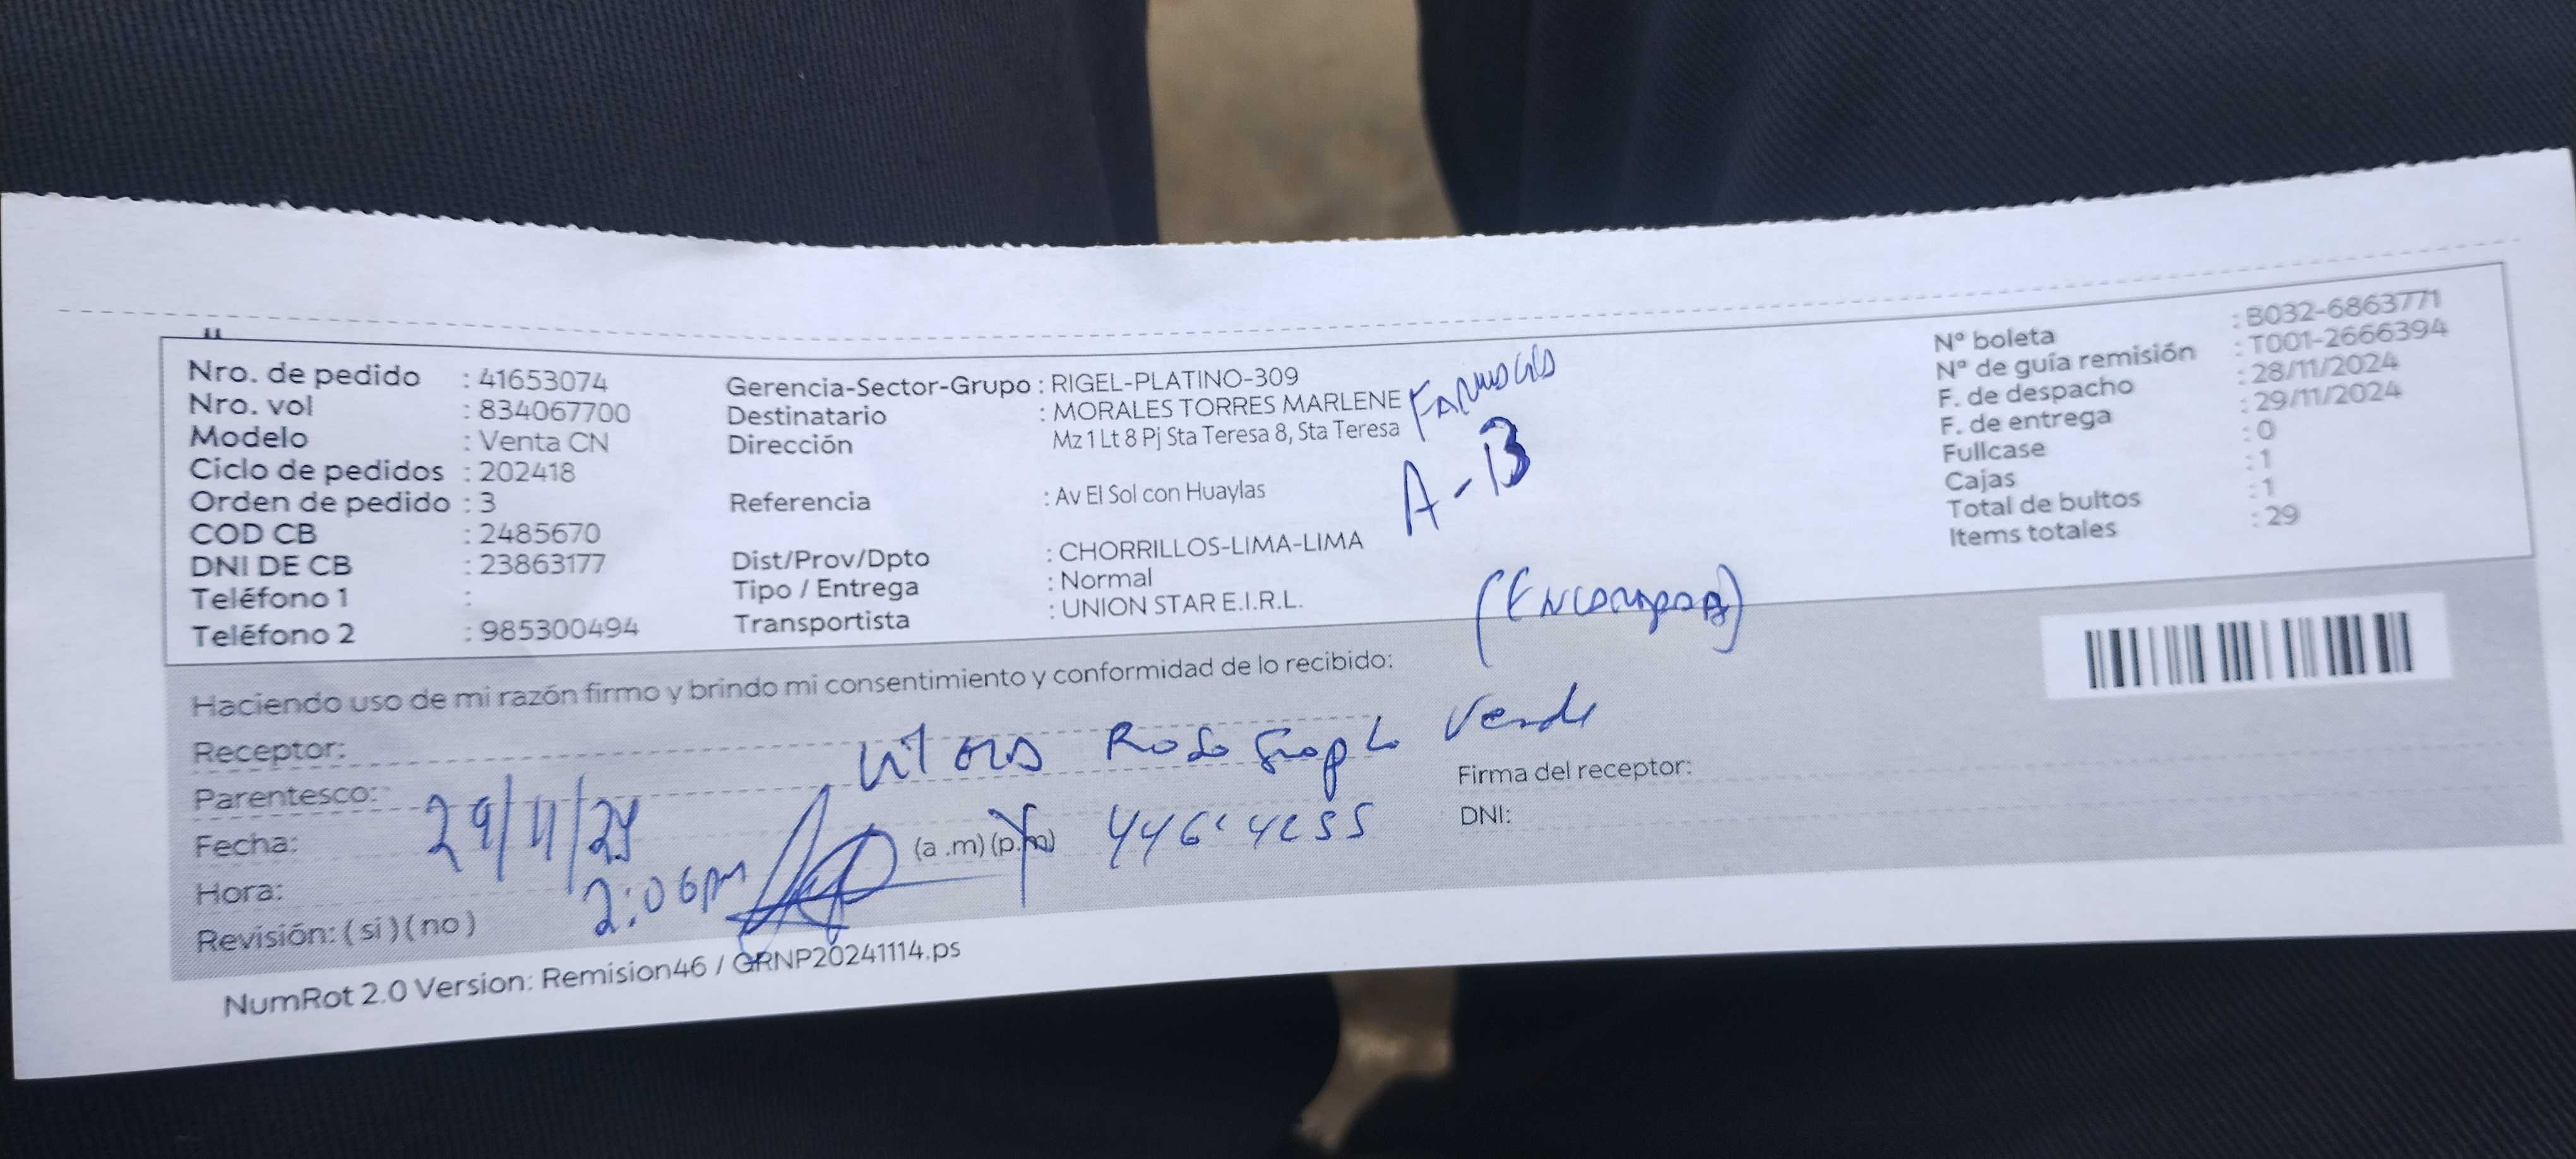 Nro. de pedido : 41653074
Nro. vol : 834067700
Modelo : Venta CN
Ciclo de pedidos : 202418
Orden de pedido : 3
COD CB : 2485670
DNI DE CB : 23863177
Teléfono 1 :
Teléfono 2 : 985300494
Gerencia-Sector-Grupo : RIGEL-PLATINO-309
Destinatario : MORALES TORRES MARLENE
Dirección Mz 1 Lt 8 Pj Sta Teresa 8, Sta Teresa
Referencia : Av El Sol con Huaylas
Dist/Prov/Dpto : CHORRILLOS-LIMA-LIMA
Tipo / Entrega : Normal
Transportista : UNION STAR E.I.R.L.
A-13
Nº boleta : B032-6863771
Nº de guía remisión : T001-2666394
F. de despacho : 28/11/2024
F. de entrega : 29/11/2024
Fullcase : 0
Cajas : 1
Total de bultos : 1
Items totales : 29
Haciendo uso de mi razón firmo y brindo mi consentimiento y conformidad de lo recibido:
Receptor:
Verde
Parentesco:
Firma del receptor:
Fecha: 29/11/24
(a .m) (p.m)
DNI:
Hora: 2:06pm
Revisión: ( si ) ( no )
NumRot 2.0 Version: Remision46 / GRNP20241114.ps